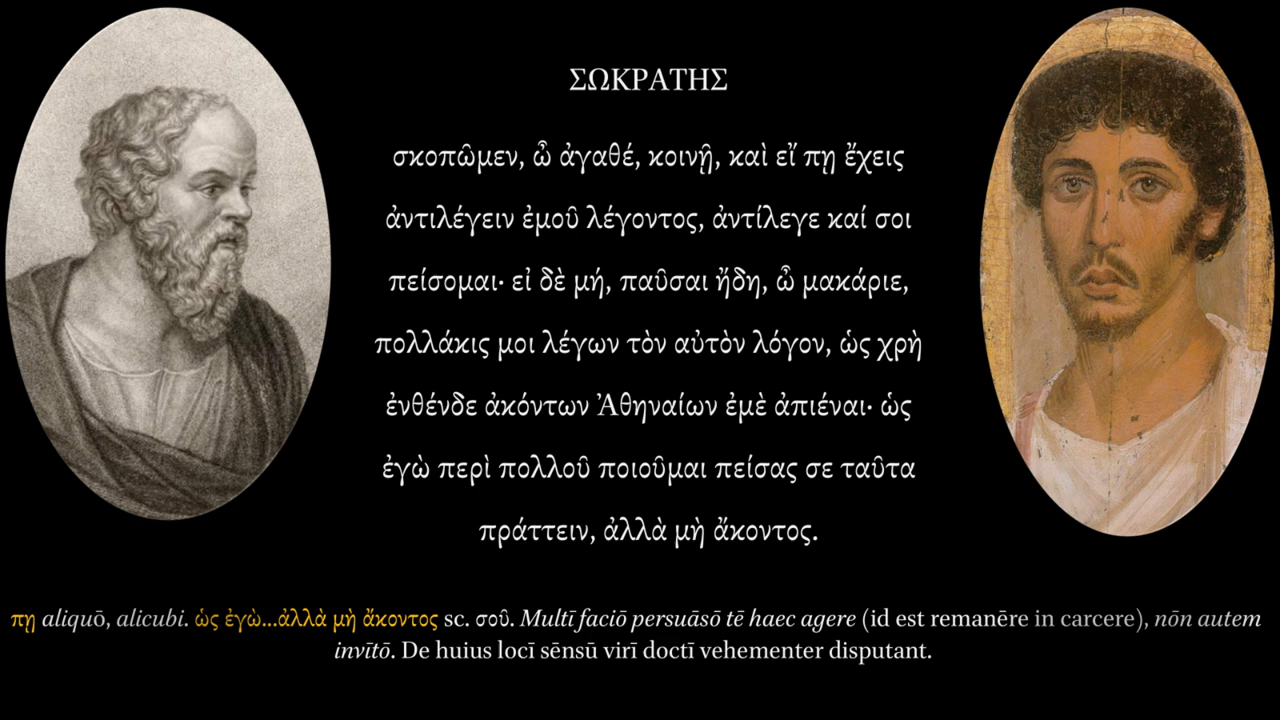 ΣΩΚΡΑΤΗΣ
σκοπῶμεν, ὦ ἀγαθέ, κοινῇ, καὶ εἴ πῃ ἔχεις
ἀντιλέγειν ἐμοῦ λέγοντος, ἀντίλεγε καί σοι
πείσομαι· εἰ δὲ μή, παῦσαι ἤδη, ὦ μακάριε,
πολλάκις μοι λέγων τὸν αὐτὸν λόγον, ὡς χρὴ
ἐνθένδε ἀκόντων Ἀθηναίων ἐμὲ ἀπιέναι· ὡς
ἐγὼ περὶ πολλοῦ ποιοῦμαι πείσας σε ταῦτα
πράττειν, ἀλλὰ μὴ ἄκοντος.
πῃ aliquō, alicubi. ὡς ἐγὼ...ἀλλὰ μὴ ἄκοντος sc. σοῦ. Multī faciō persuāsō tē haec agere (id est remanēre in carcere), nōn autem
invītō. De huius locī sēnsū virī doctī vehementer disputant.